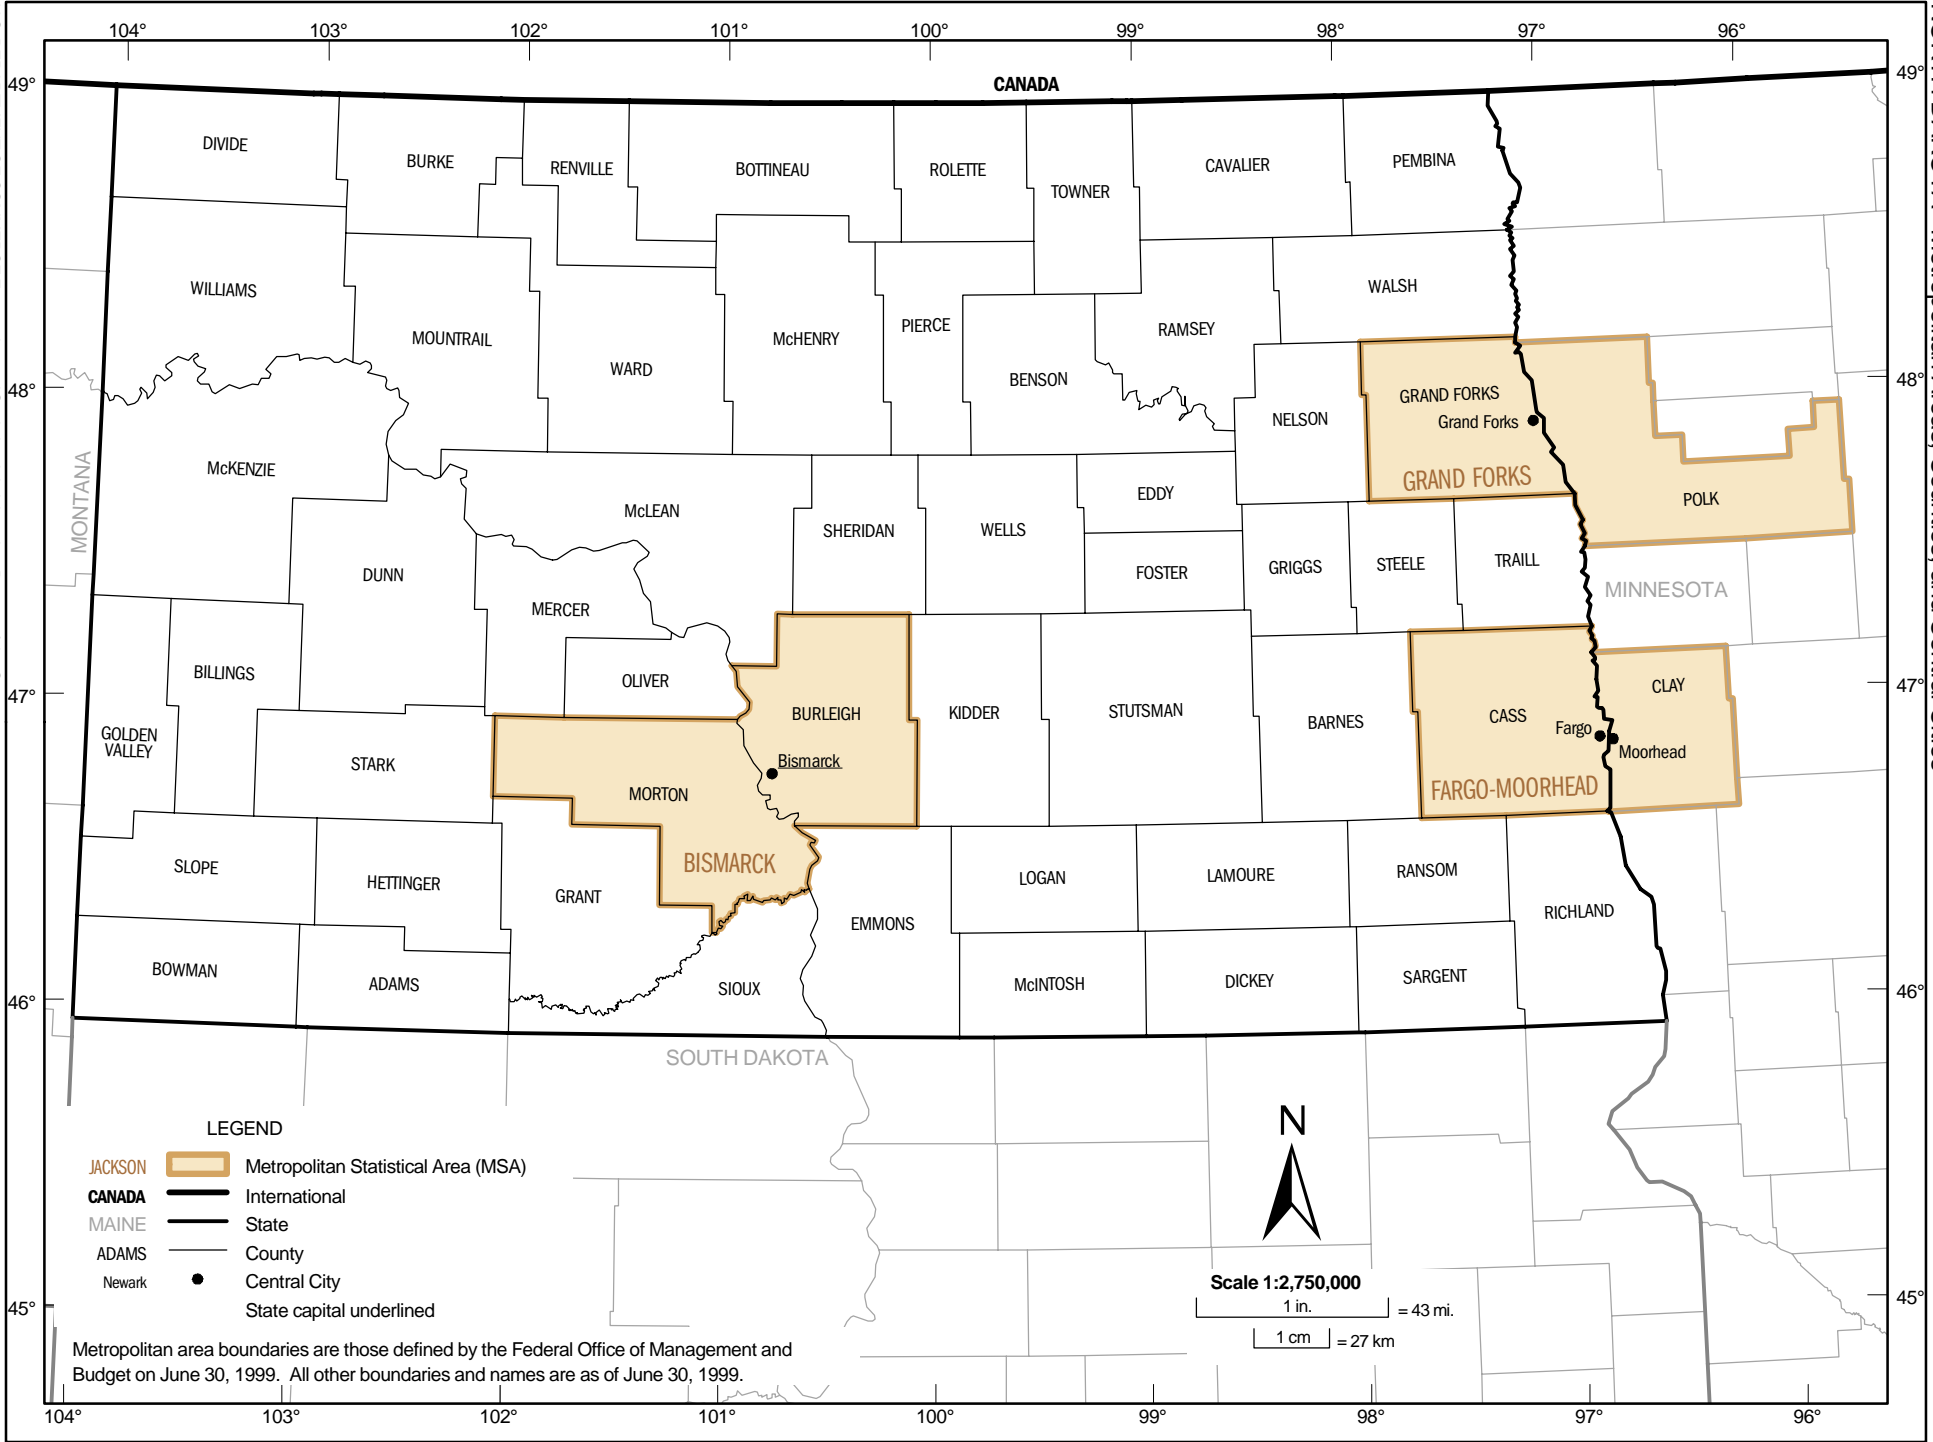 104°
103°
102°
101°
100°
99°
98°
97°
96°
49°
CANADA
49°
DIVIDE
BURKE
RENVILLE
BOTTINEAU
ROLETTE
TOWNER
CAVALIER
PEMBINA
WILLIAMS
MOUNTRAIL
WARD
McHENRY
PIERCE
BENSON
RAMSEY
WALSH
48°
48°
NELSON
GRAND FORKS
Grand Forks
GRAND FORKS
POLK
MONTANA
McKENZIE
McLEAN
SHERIDAN
WELLS
EDDY
FOSTER
GRIGGS
STEELE
TRAILL
MINNESOTA
DUNN
MERCER
OLIVER
BILLINGS
GOLDEN
VALLEY
47°
47°
STARK
MORTON
BURLEIGH
Bismarck
BISMARCK
KIDDER
STUTSMAN
BARNES
CASS
CLAY
Fargo
Moorhead
FARGO-MOORHEAD
SLOPE
HETTINGER
GRANT
EMMONS
LOGAN
LAMOURE
RANSOM
RICHLAND
BOWMAN
ADAMS
SIOUX
McINTOSH
DICKEY
SARGENT
46°
46°
SOUTH DAKOTA
LEGEND
JACKSON Metropolitan Statistical Area (MSA)
CANADA International
MAINE State
ADAMS County
Newark Central City
State capital underlined
N
Scale 1:2,750,000
1 in. = 43 mi.
1 cm = 27 km
45°
45°
Metropolitan area boundaries are those defined by the Federal Office of Management and
Budget on June 30, 1999. All other boundaries and names are as of June 30, 1999.
104°
103°
102°
101°
100°
99°
98°
97°
96°